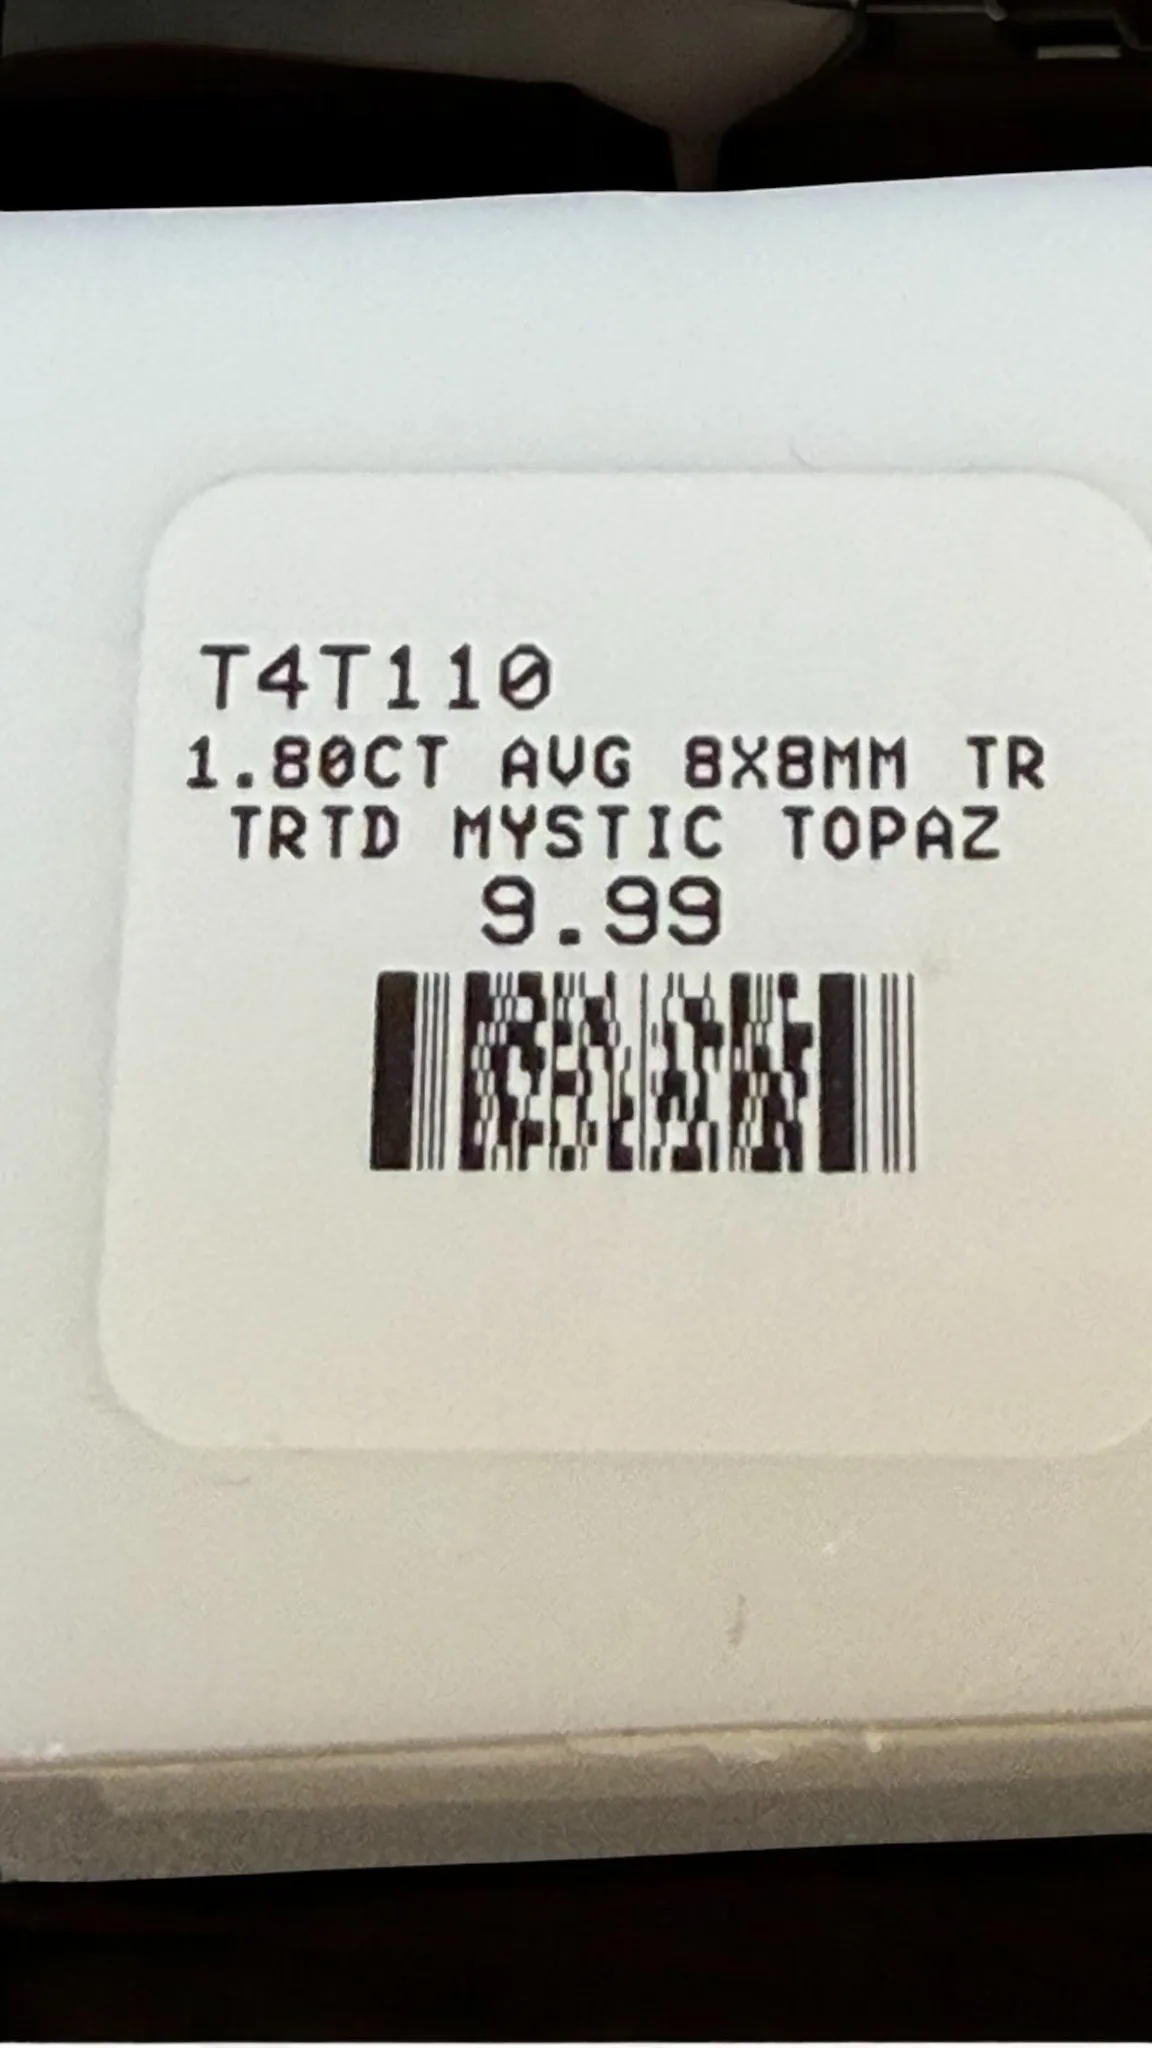 T4T110
1.80CT AVG 8X8MM TR
TRTD MYSTIC TOPAZ
9.99